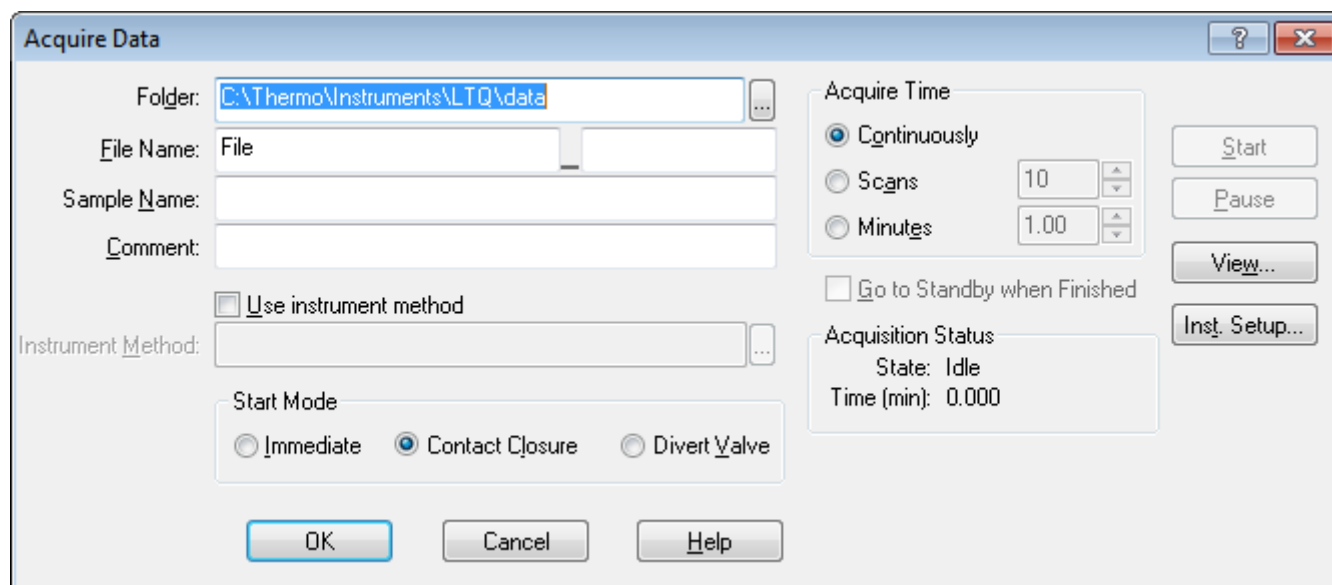 Acquire Data
Folder: C:\Thermo\Instruments\LTQ\data ...
File Name: File _
Sample Name:
Comment:
Use instrument method
Instrument Method: ...
Start Mode
Immediate Contact Closure Divert Valve
OK Cancel Help
Acquire Time
Continuously
Scans 10
Minutes 1.00
Go to Standby when Finished
Acquisition Status
State: Idle
Time (min): 0.000
Start
Pause
View...
Inst. Setup...